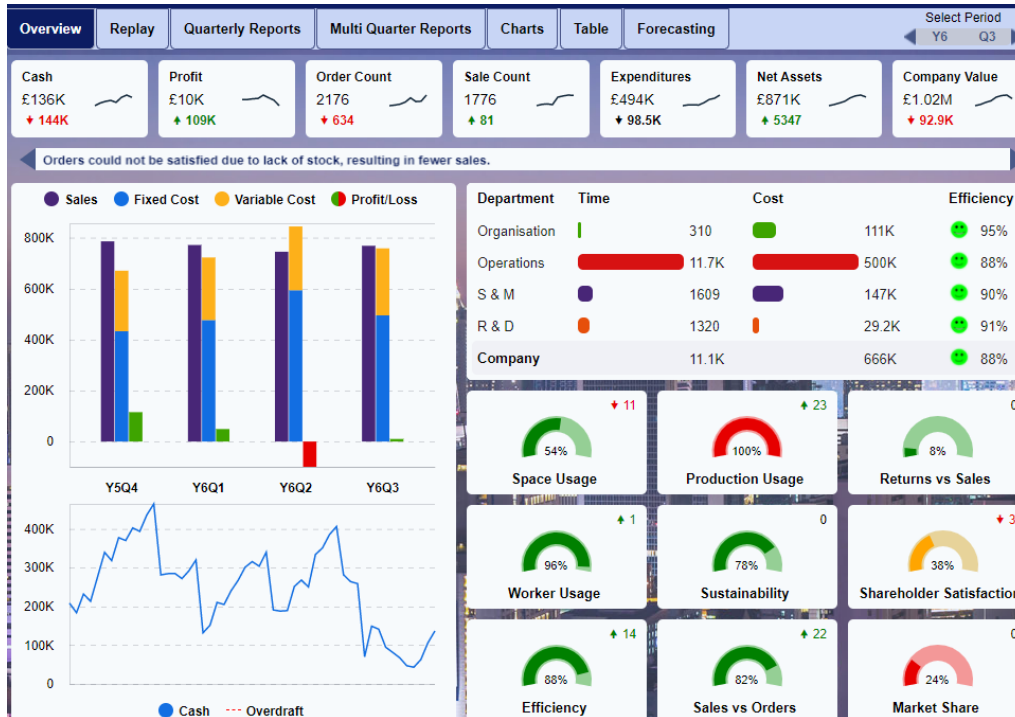 Overview Replay Quarterly Reports Multi Quarter Reports Charts Table Forecasting
Select Period
Y6 Q3
Cash Profit Order Count Sale Count Expenditures Net Assets Company Value
£136K £10K 2176 1776 £494K £871K £1.02M
144K 109K 634 81 98.5K 5347 92.9K
Orders could not be satisfied due to lack of stock, resulting in fewer sales.
Sales Fixed Cost Variable Cost Profit/Loss
800K
600K
400K
200K
0
Y5Q4 Y6Q1 Y6Q2 Y6Q3
400K
300K
200K
100K
0
Cash Overdraft
Department Time Cost Efficiency
Organisation 310 111K 95%
Operations 11.7K 500K 88%
S & M 1609 147K 90%
R & D 1320 29.2K 91%
Company 11.1K 666K 88%
11 23
54% 100% 8%
Space Usage Production Usage Returns vs Sales
1 0 3
96% 78% 38%
Worker Usage Sustainability Shareholder Satisfaction
14 22
88% 82% 24%
Efficiency Sales vs Orders Market Share